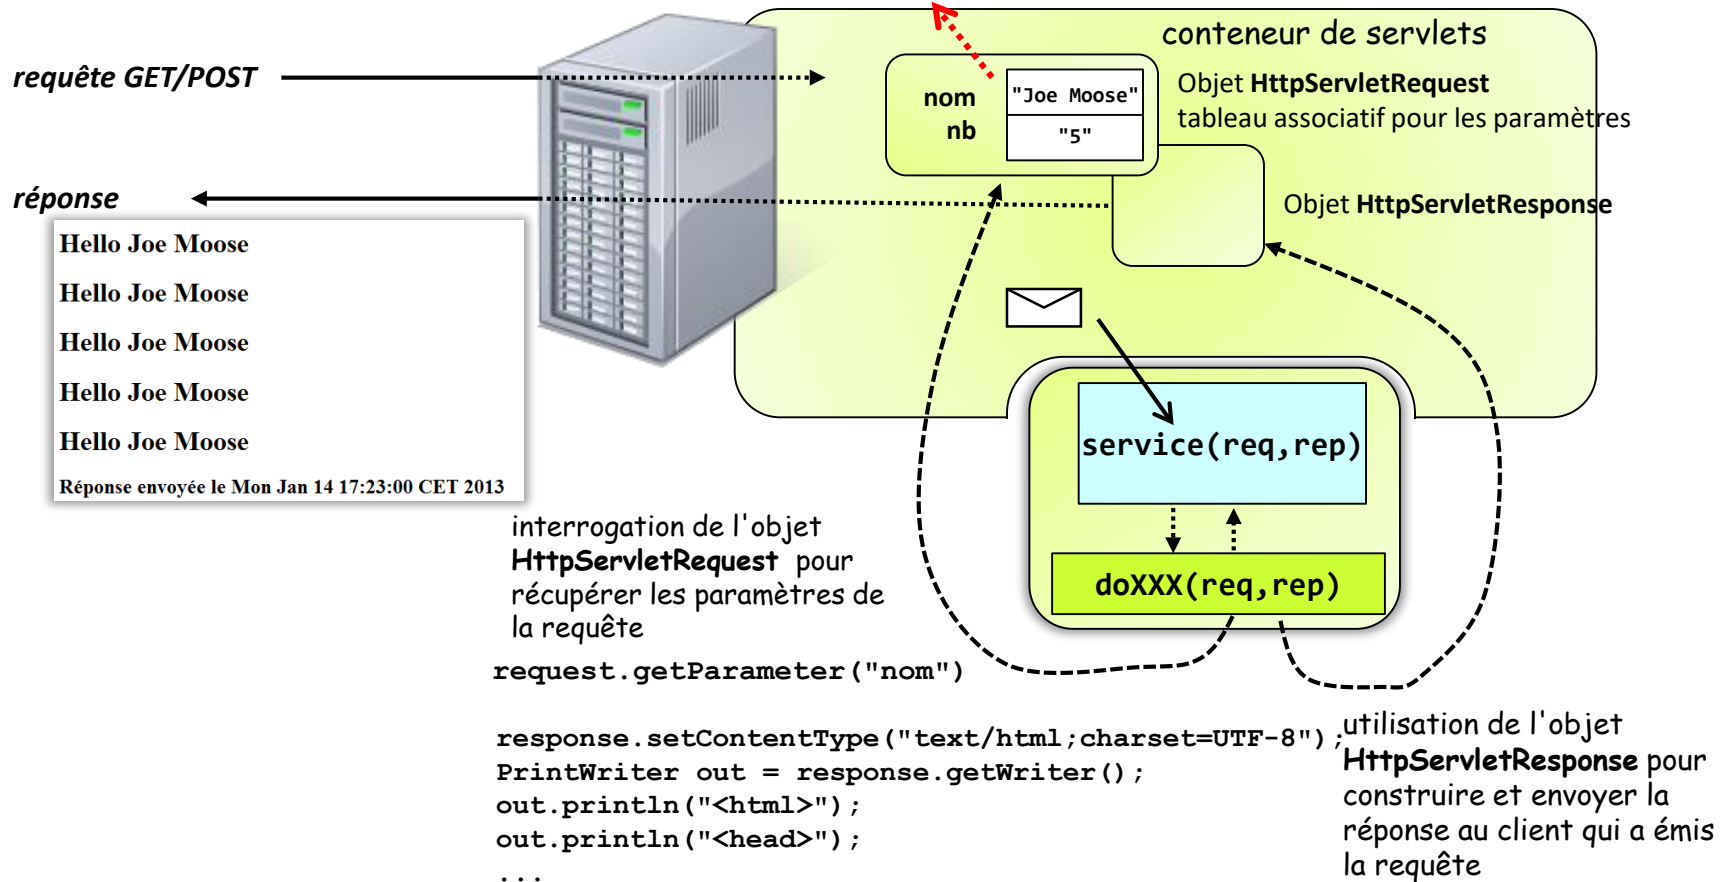 conteneur de servlets
requête GET/POST
nom
"Joe Moose"
nb
"5"
Objet HttpServletRequest
tableau associatif pour les paramètres
réponse
Objet HttpServletResponse
Hello Joe Moose
Hello Joe Moose
Hello Joe Moose
Hello Joe Moose
Hello Joe Moose
Réponse envoyée le Mon Jan 14 17:23:00 CET 2013
service(req,rep)
doXXX(req,rep)
interrogation de l'objet
HttpServletRequest pour
récupérer les paramètres de
la requête
request.getParameter("nom")
response.setContentType("text/html;charset=UTF-8");
PrintWriter out = response.getWriter();
out.println("<html>");
out.println("<head>");
...
utilisation de l'objet
HttpServletResponse pour
construire et envoyer la
réponse au client qui a émis
la requête